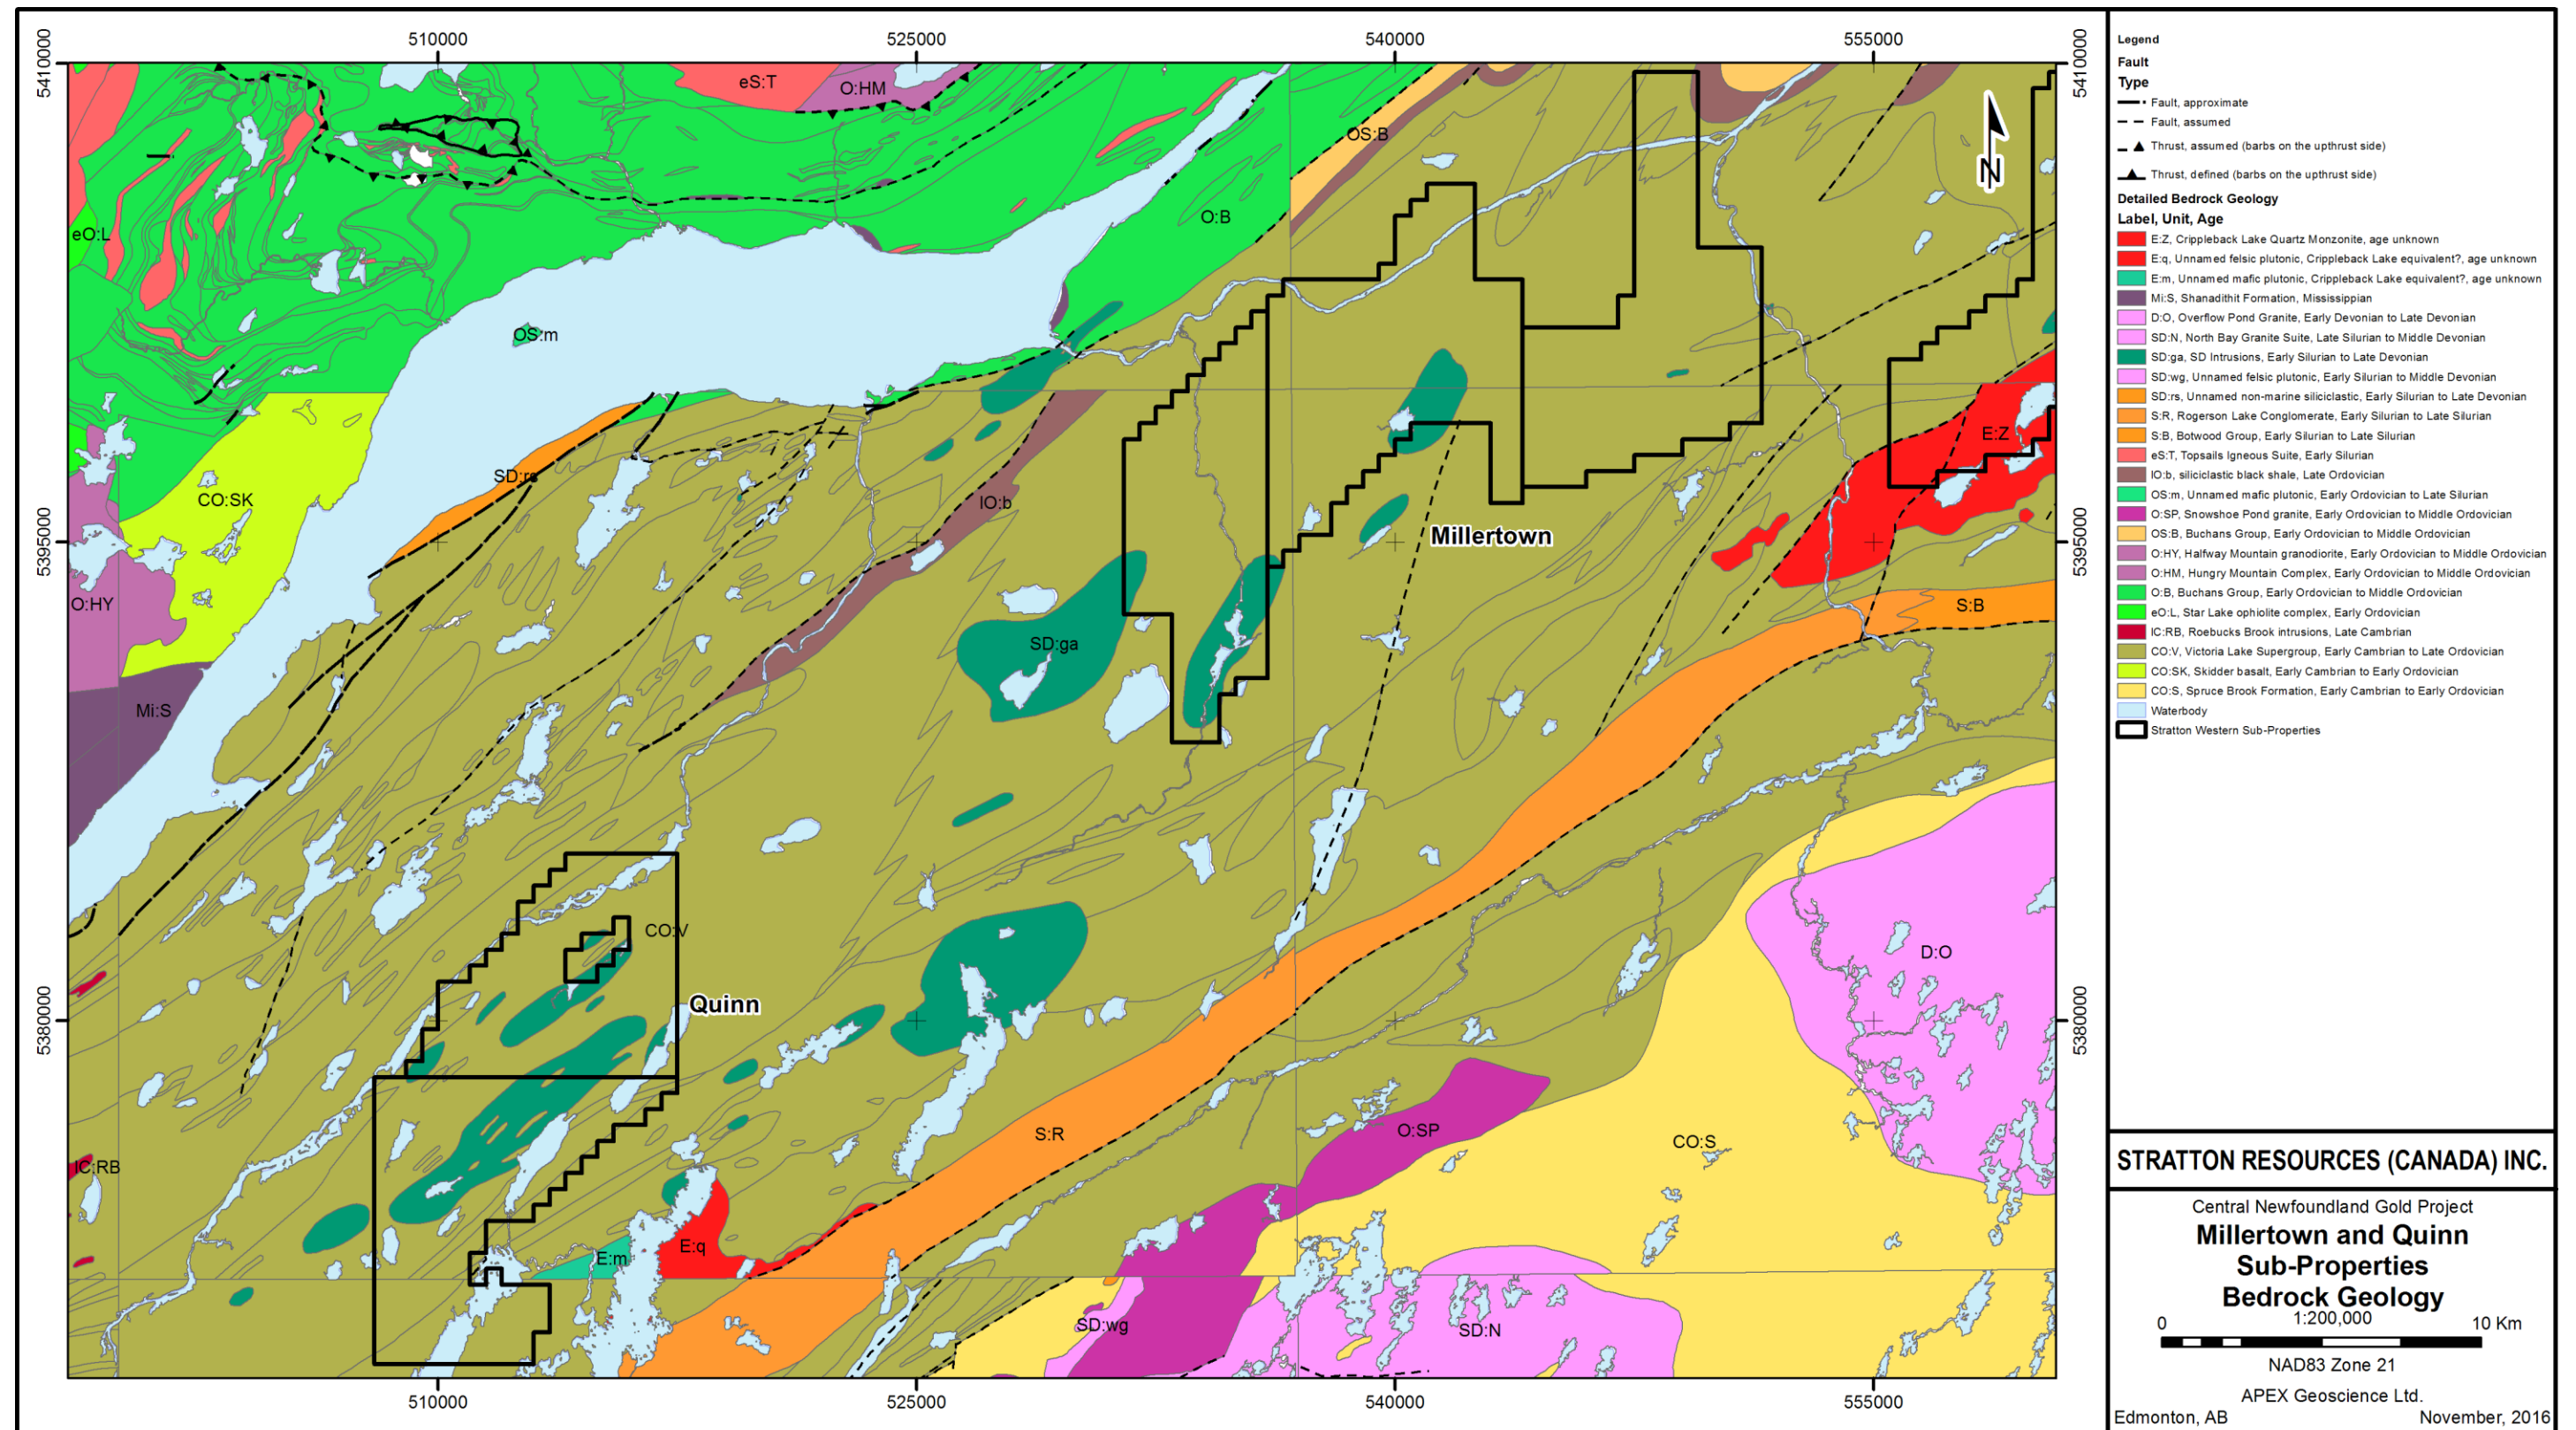 510000
525000
540000
555000
5410000
5410000
eS:T
O:HM
OS:B
O:B
eO:L
N
OS:m
E:Z
CO:SK
SD:rs
IO:b
5395000
Millertown
5395000
O:HY
S:B
SD:ga
Mi:S
CO:V
D:O
5380000
Quinn
5380000
S:R
O:SP
CO:S
IC:RB
E:q
E:m
SD:wg
SD:N
510000
525000
540000
555000
Legend
Fault
Type
Fault, approximate
Fault, assumed
Thrust, assumed (barbs on the upthrust side)
Thrust, defined (barbs on the upthrust side)
Detailed Bedrock Geology
Label, Unit, Age
E:Z, Crippleback Lake Quartz Monzonite, age unknown
E:q, Unnamed felsic plutonic, Crippleback Lake equivalent?, age unknown
E:m, Unnamed mafic plutonic, Crippleback Lake equivalent?, age unknown
Mi:S, Shanadithit Formation, Mississippian
D:O, Overflow Pond Granite, Early Devonian to Late Devonian
SD:N, North Bay Granite Suite, Late Silurian to Middle Devonian
SD:ga, SD Intrusions, Early Silurian to Late Devonian
SD:wg, Unnamed felsic plutonic, Early Silurian to Middle Devonian
SD:rs, Unnamed non-marine siliciclastic, Early Silurian to Late Devonian
S:R, Rogerson Lake Conglomerate, Early Silurian to Late Silurian
S:B, Botwood Group, Early Silurian to Late Silurian
eS:T, Topsails Igneous Suite, Early Silurian
IO:b, siliciclastic black shale, Late Ordovician
OS:m, Unnamed mafic plutonic, Early Ordovician to Late Silurian
O:SP, Snowshoe Pond granite, Early Ordovician to Middle Ordovician
OS:B, Buchans Group, Early Ordovician to Middle Ordovician
O:HY, Halfway Mountain granodiorite, Early Ordovician to Middle Ordovician
O:HM, Hungry Mountain Complex, Early Ordovician to Middle Ordovician
O:B, Buchans Group, Early Ordovician to Middle Ordovician
eO:L, Star Lake ophiolite complex, Early Ordovician
IC:RB, Roebucks Brook intrusions, Late Cambrian
CO:V, Victoria Lake Supergroup, Early Cambrian to Late Ordovician
CO:SK, Skidder basalt, Early Cambrian to Early Ordovician
CO:S, Spruce Brook Formation, Early Cambrian to Early Ordovician
Waterbody
Stratton Western Sub-Properties
STRATTON RESOURCES (CANADA) INC.
Central Newfoundland Gold Project
Millertown and Quinn
Sub-Properties
Bedrock Geology
0 1:200,000 10 Km
NAD83 Zone 21
APEX Geoscience Ltd.
Edmonton, AB November, 2016